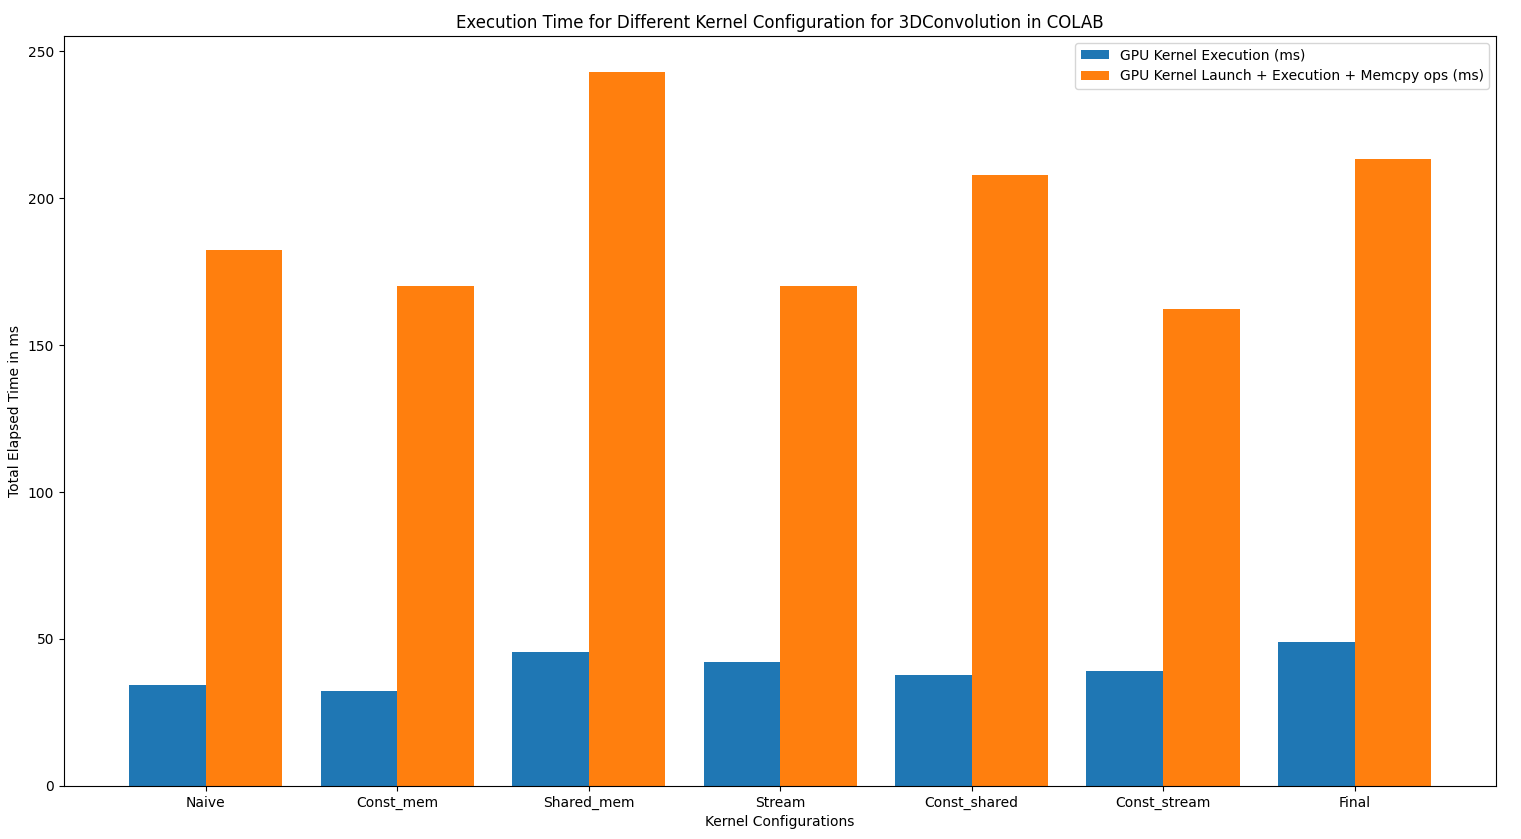 Execution Time for Different Kernel Configuration for 3DConvolution in COLAB
GPU Kernel Execution (ms)
GPU Kernel Launch + Execution + Memcpy ops (ms)
Total Elapsed Time in ms
250
200
150
100
50
0
Naive
Const_mem
Shared_mem
Stream
Const_shared
Const_stream
Final
Kernel Configurations